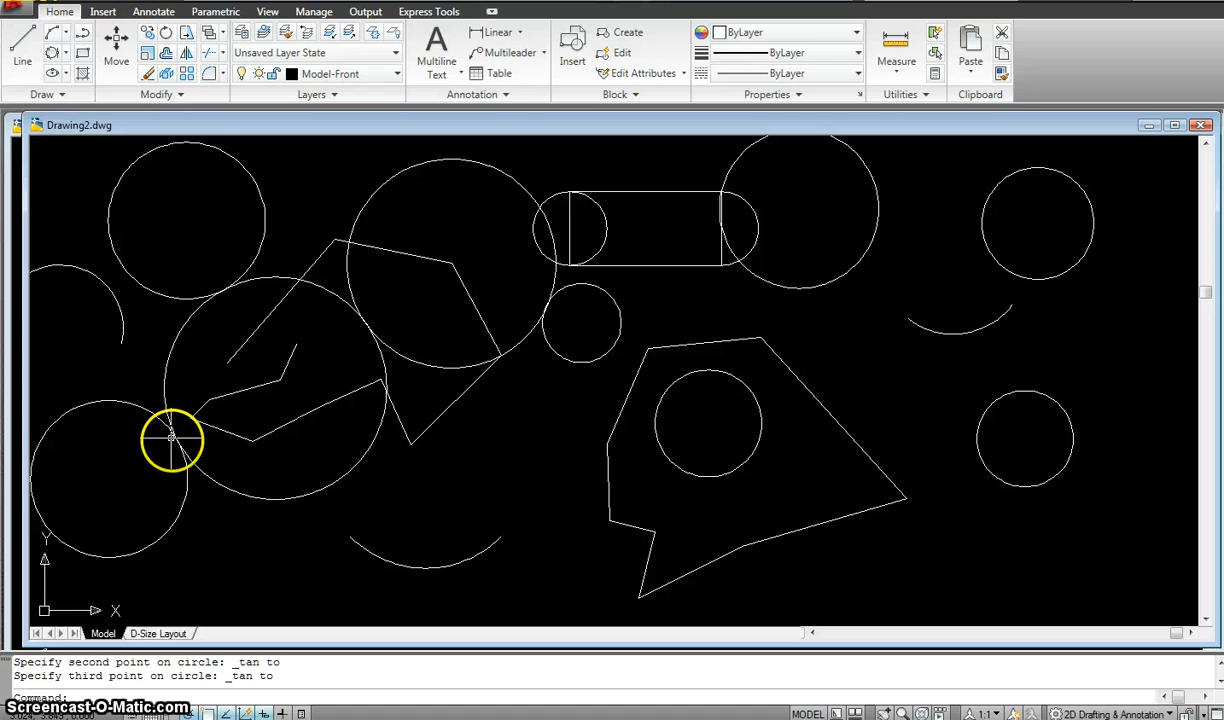 Home Insert Annotate Parametric View Manage Output Express Tools
Line
Draw
Move
Modify
Unsaved Layer State
Model-Front
Layers
Multiline
Text
Linear
Multileader
Table
Annotation
Insert
Create
Edit
Edit Attributes
Block
ByLayer
ByLayer
ByLayer
Properties
Measure
Utilities
Paste
Clipboard
Drawing2.dwg
Y
X
Model D-Size Layout
Specify second point on circle: _tan to
Specify third point on circle: _tan to
Command:
Screencast-O-Matic.com
MODEL
1:1
2D Drafting & Annotation